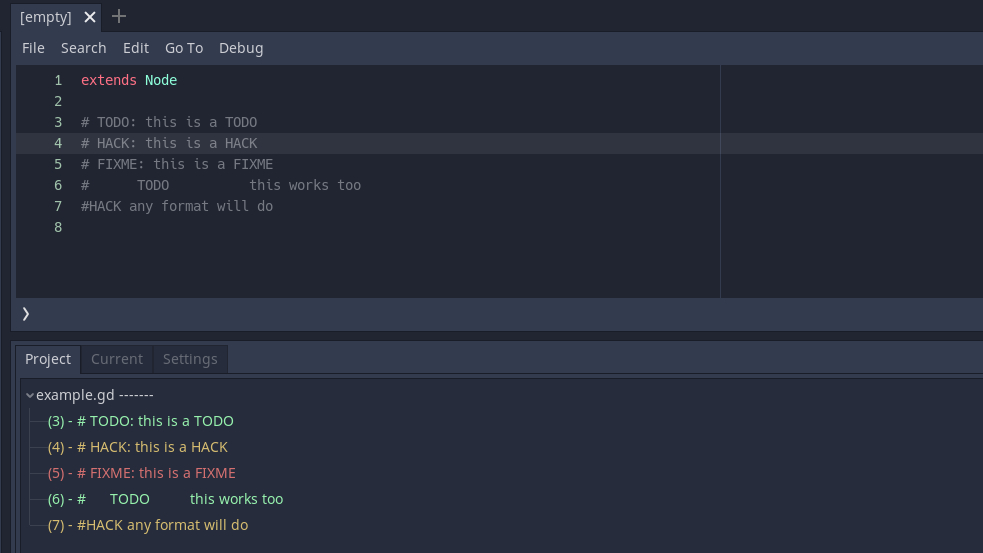 [empty]
File Search Edit Go To Debug
1 extends Node
2
3 # TODO: this is a TODO
4 # HACK: this is a HACK
5 # FIXME: this is a FIXME
6 #      TODO          this works too
7 #HACK any format will do
8
Project Current Settings
example.gd -------
(3) - # TODO: this is a TODO
(4) - # HACK: this is a HACK
(5) - # FIXME: this is a FIXME
(6) - #      TODO          this works too
(7) - #HACK any format will do